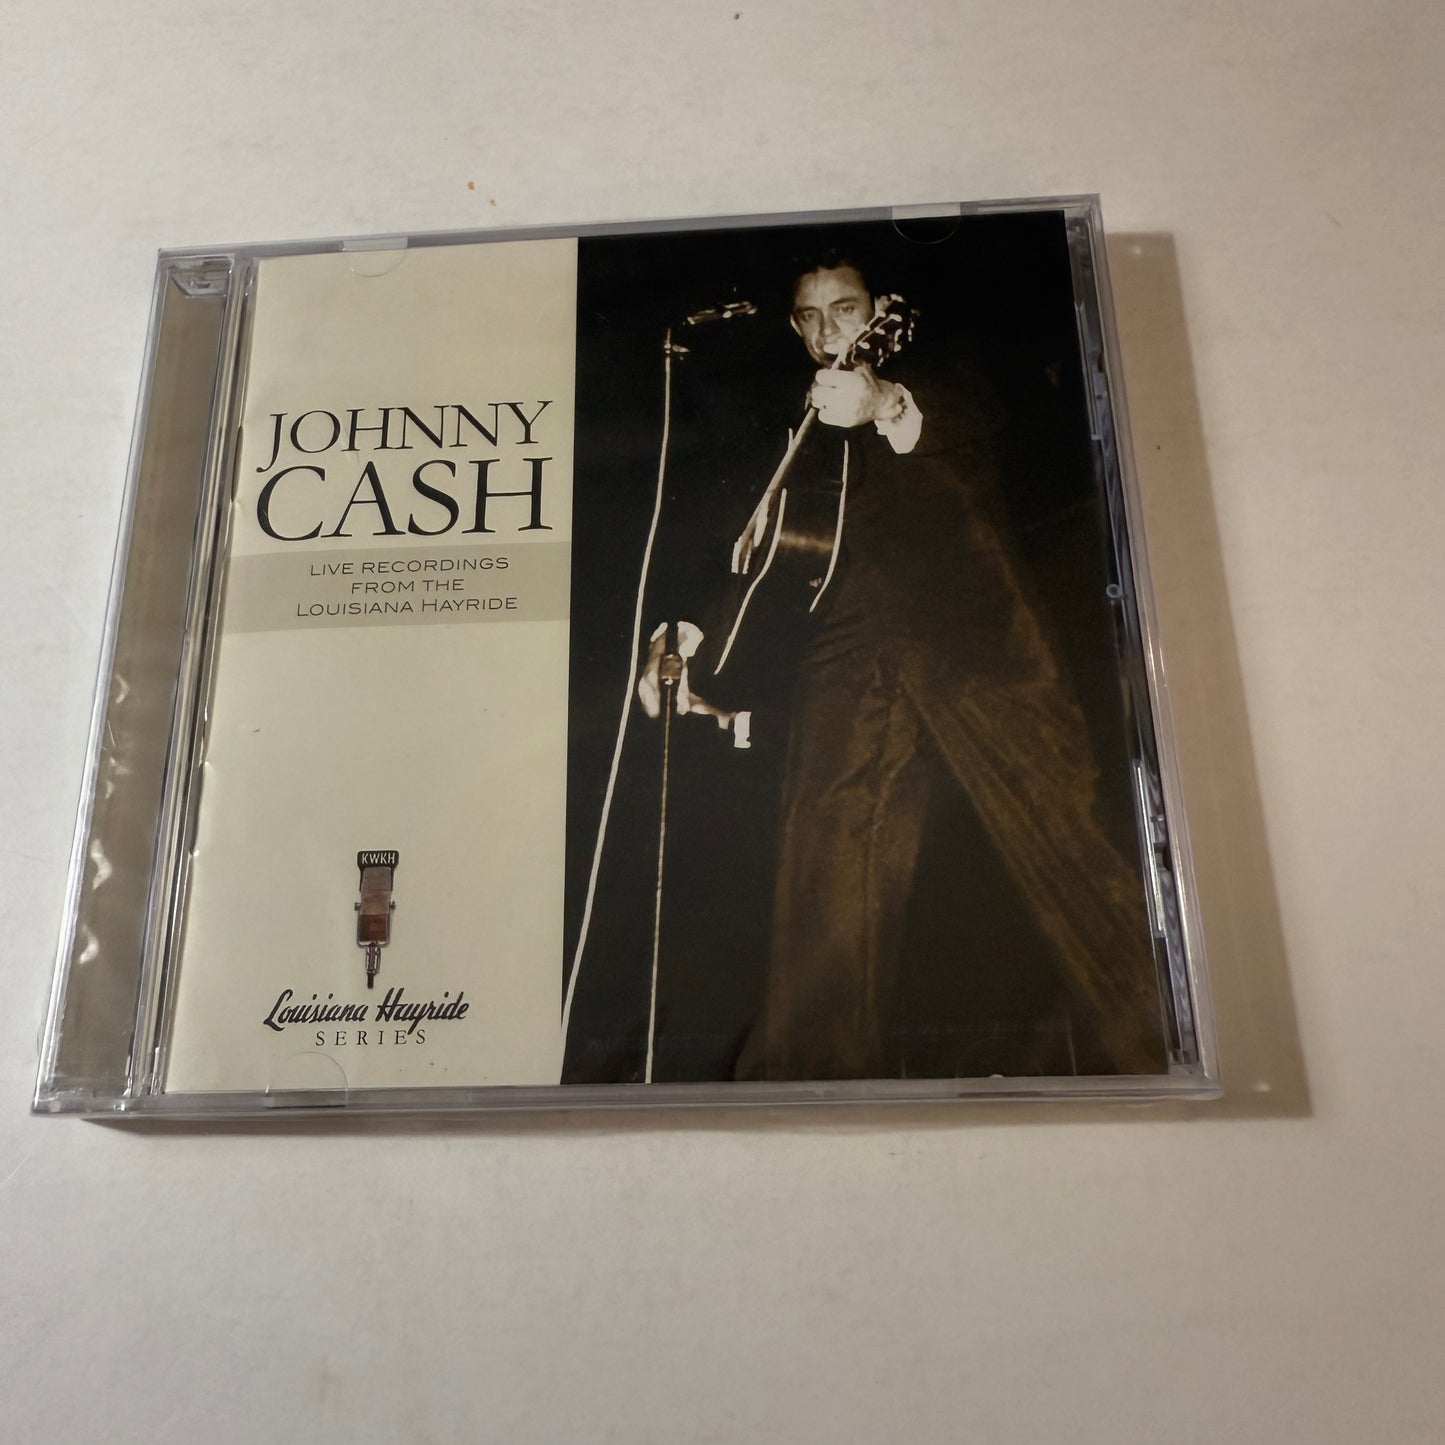 JOHNNY
CASH
LIVE RECORDINGS
FROM THE
LOUISIANA HAYRIDE
KWKH
Louisiana Hayride
SERIES